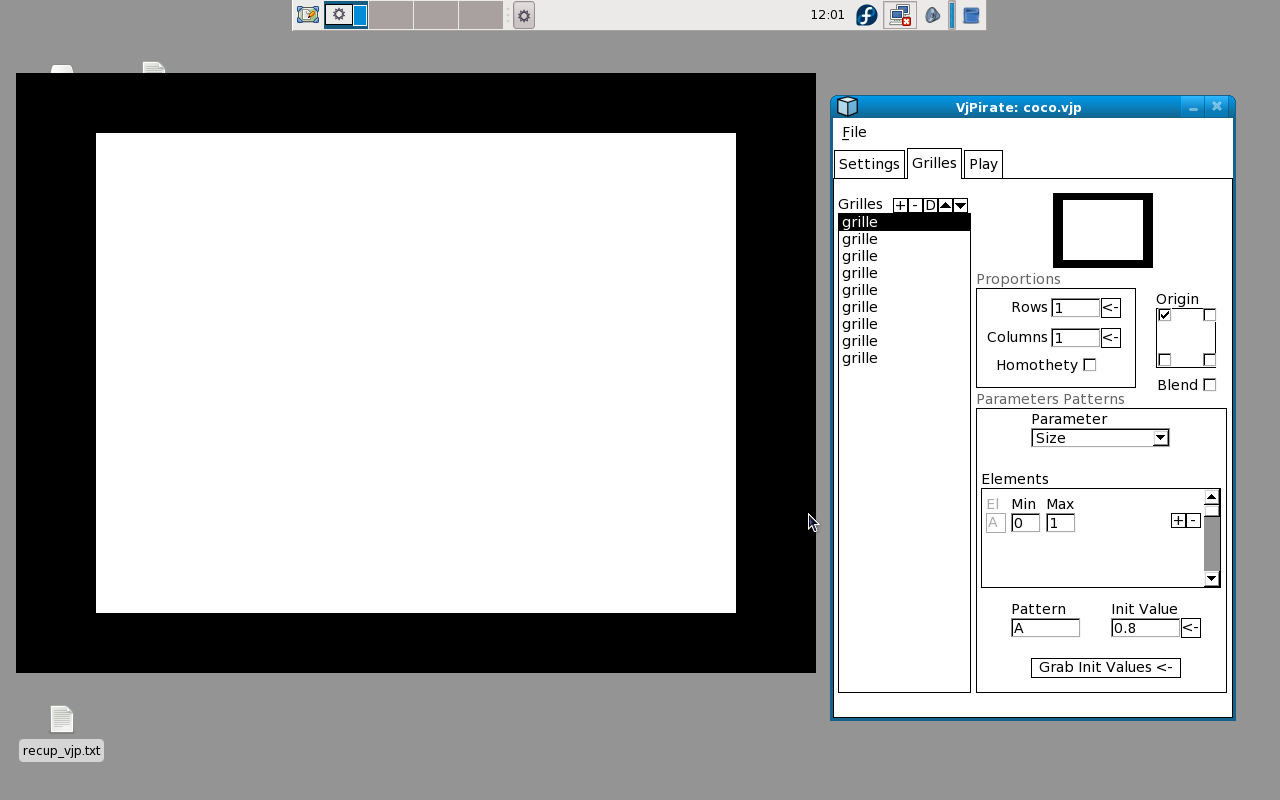 12:01
VjPirate: coco.vjp
File
Settings Grilles Play
Grilles + - D
grille
grille
grille
grille
grille
grille
grille
grille
grille
Proportions
Rows 1 <-
Columns 1 <-
Homothety
Origin
Blend
Parameters Patterns
Parameter
Size
Elements
El Min Max
A 0 1 + -
Pattern Init Value
A 0.8 <-
Grab Init Values <-
recup_vjp.txt